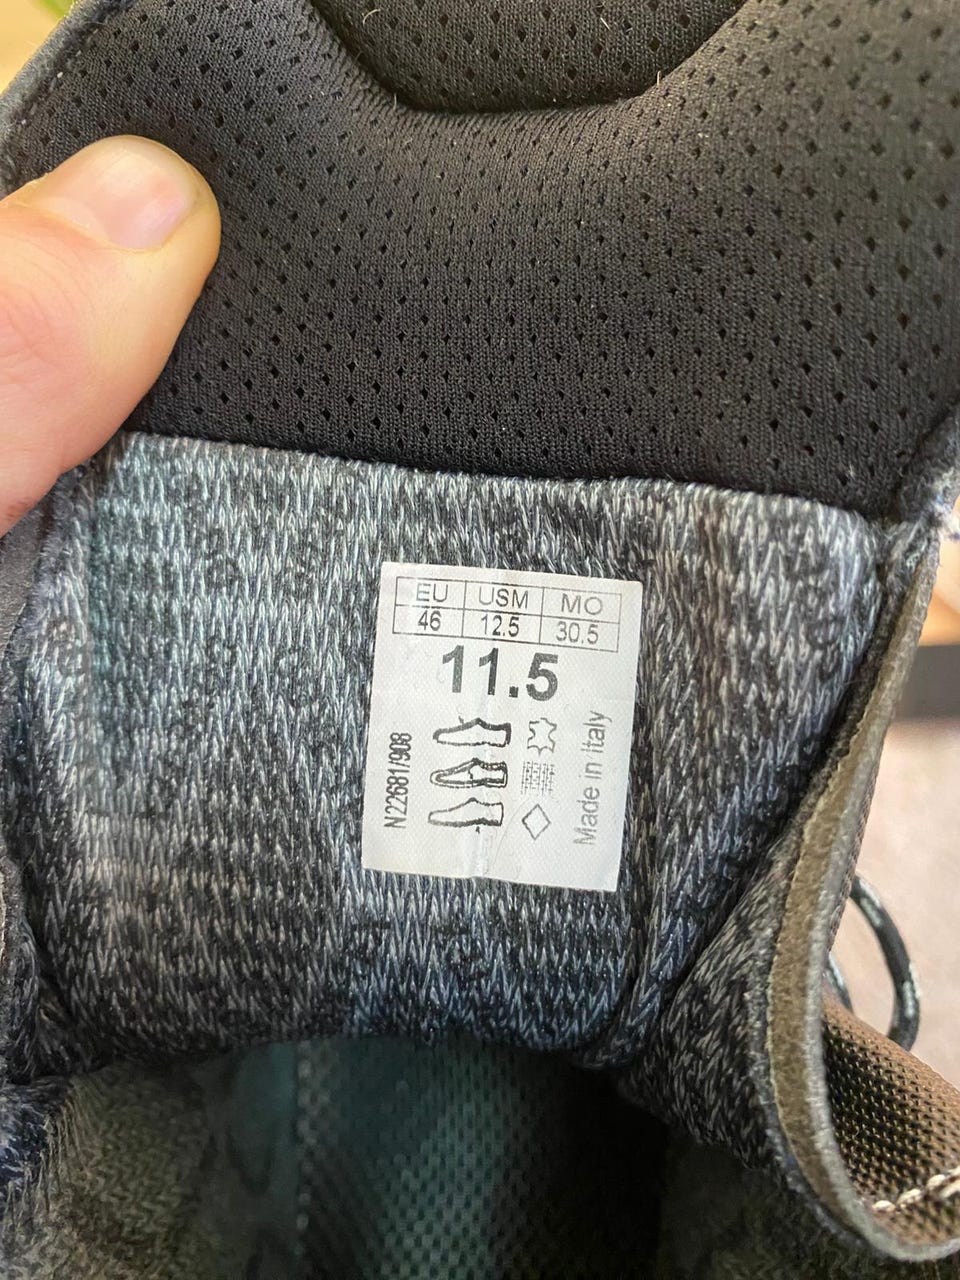 EU USM MO
46 12.5 30.5
11.5
N22681/908
Made in Italy